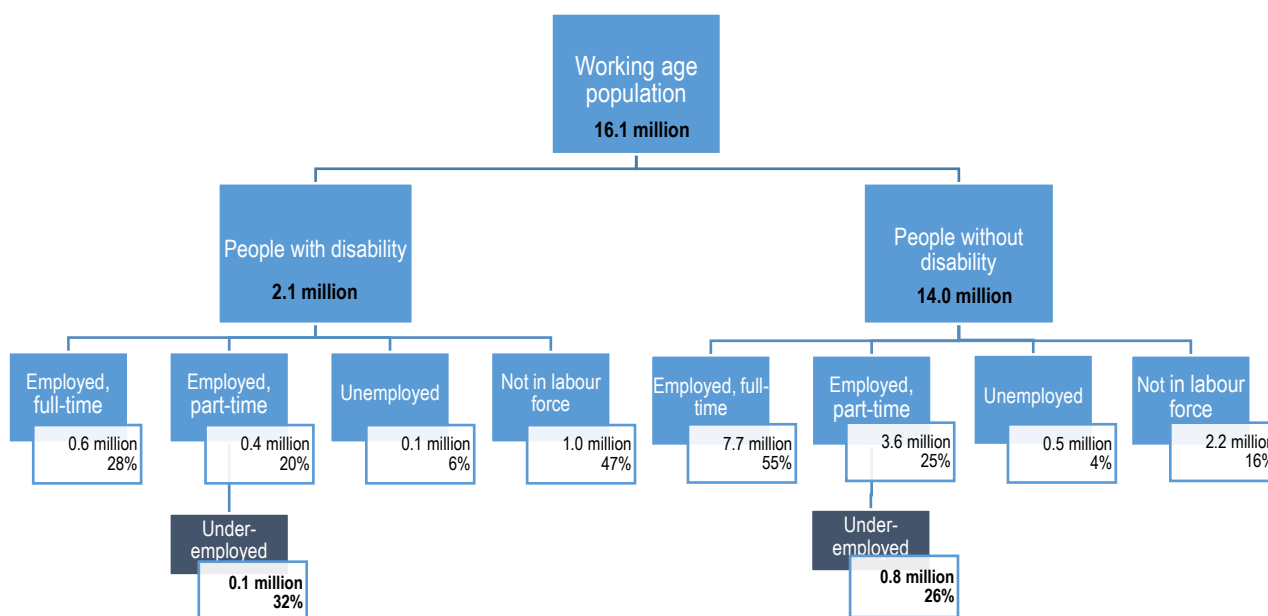 Working age
population
16.1 million
People with disability
2.1 million
People without
disability
14.0 million
Employed,
full-time
0.6 million
28%
Employed,
part-time
0.4 million
20%
Unemployed
0.1 million
6%
Not in labour
force
1.0 million
47%
Employed, full-
time
7.7 million
55%
Employed,
part-time
3.6 million
25%
Unemployed
0.5 million
4%
Not in labour
force
2.2 million
16%
Under-
employed
0.1 million
32%
Under-
employed
0.8 million
26%